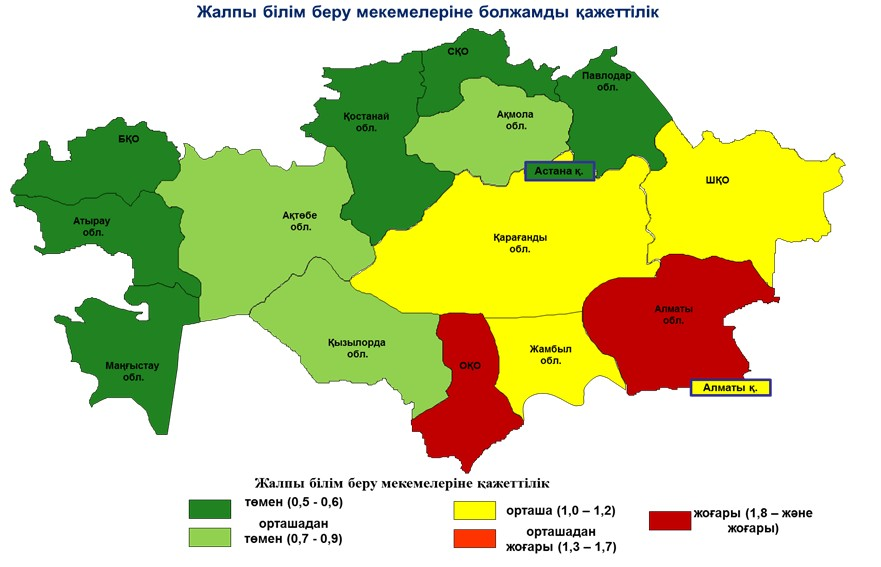 Жалпы білім беру мекемелеріне болжамды қажеттілік
СҚО
Павлодар
обл.
Қостанай
обл.
Ақмола
обл.
БҚО
Астана қ.
ШҚО
Атырау
обл.
Ақтөбе
обл.
Қарағанды
обл.
Алматы
обл.
Қызылорда
обл.
Жамбыл
обл.
Маңғыстау
обл.
ОҚО
Алматы қ.
Жалпы білім беру мекемелеріне қажеттілік
төмен (0,5 - 0,6)
орташадан
төмен (0,7 - 0,9)
орташа (1,0 – 1,2)
орташадан
жоғары (1,3 – 1,7)
жоғары (1,8 – және
жоғары)